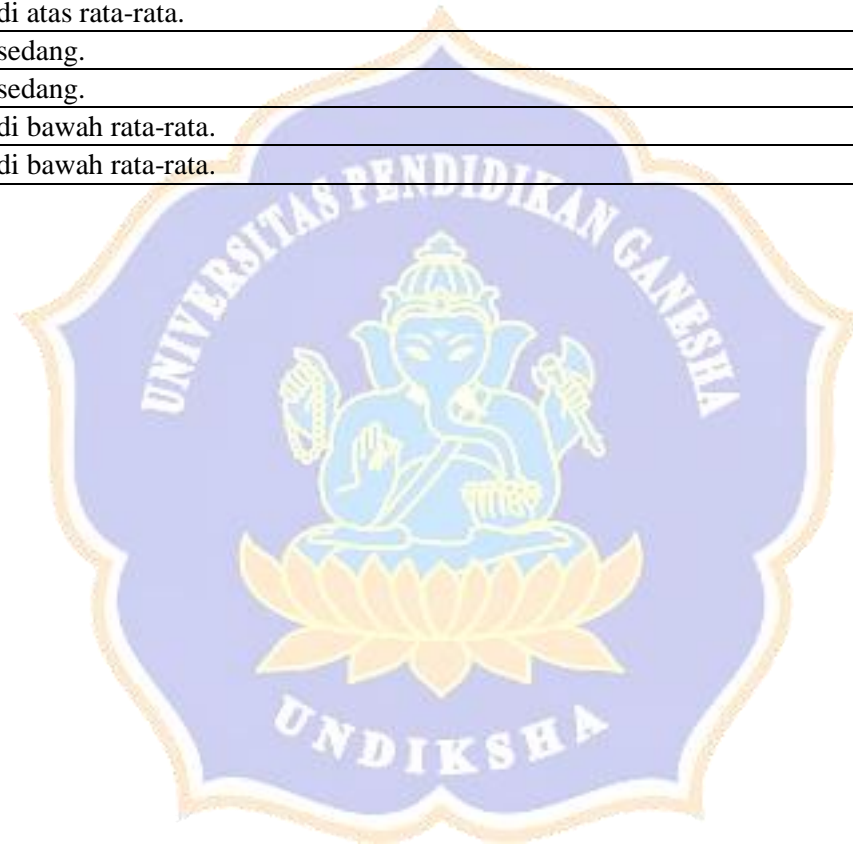 di atas rata-rata.
sedang.
sedang.
di bawah rata-rata.
di bawah rata-rata.
UNIVERSITAS PENDIDIKAN GANESHA
UNDIKSHA